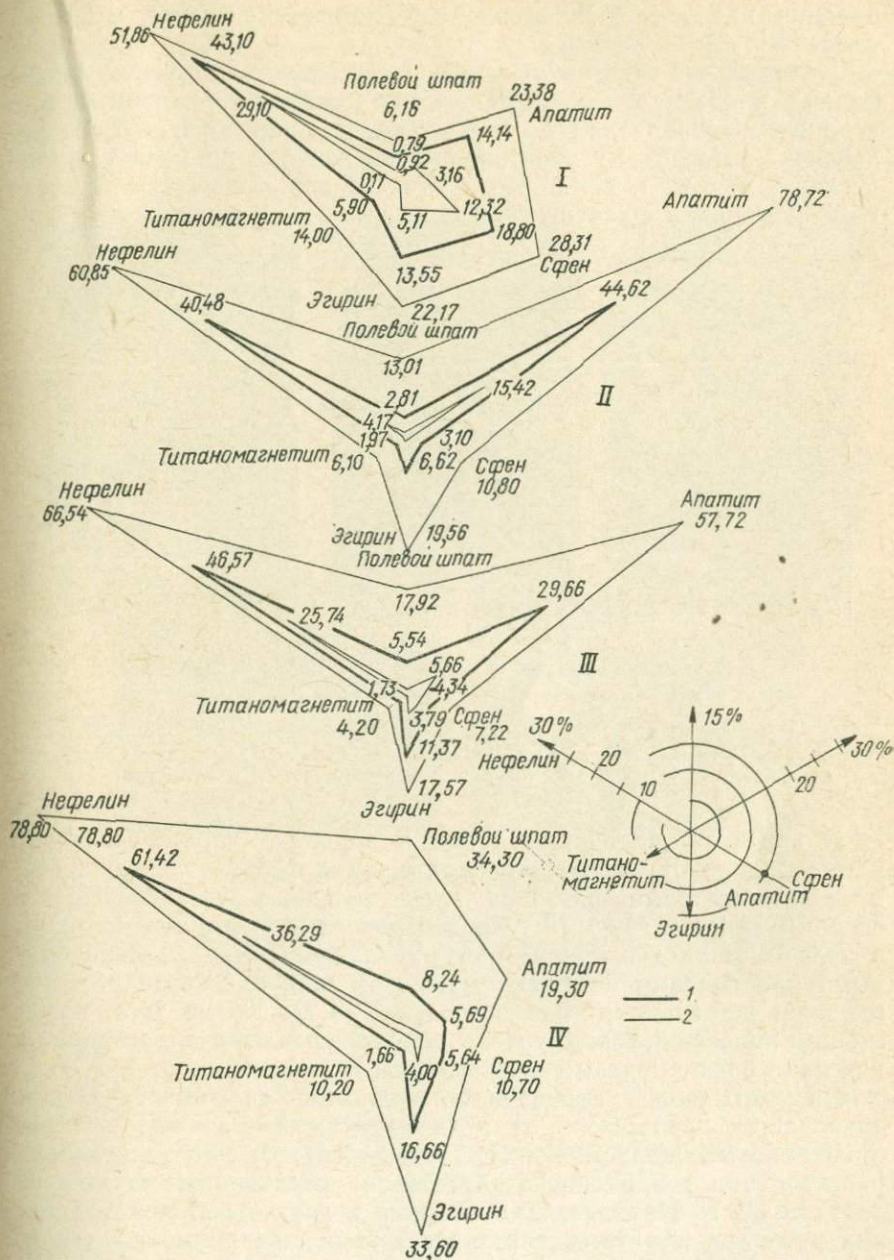 Нефелин
51,86
43,10
Полевой шпат
6,16
23,38
Апатит
29,10
0,79
14,14
0,92
3,16
I
0,17
5,90
5,11
12,32
18,80
Титаномагнетит
14,00
13,55
28,31
Сфен
Эгирин
22,17
Нефелин
60,85
Апатит
78,72
40,48
Полевой шпат
13,01
44,62
2,81
15,42
II
4,17
1,97
3,10
6,62
Титаномагнетит
6,10
Сфен
10,80
Эгирин
19,56
Нефелин
66,54
Апатит
57,72
Полевой шпат
17,92
46,57
25,74
5,54
29,66
5,66
III
1,73
4,34
Титаномагнетит
4,20
3,79
Сфен
7,22
11,37
17,57
Эгирин
15%
30%
30%
Нефелин
20
20
10
Титано-
магнетит
Сфен
Апатит
Эгирин
Нефелин
78,80
78,80
Полевой шпат
34,30
61,42
36,29
8,24
Апатит
19,30
5,69
1
2
IV
1,66
4,00
5,64
Титаномагнетит
10,20
Сфен
10,70
16,66
Эгирин
33,60